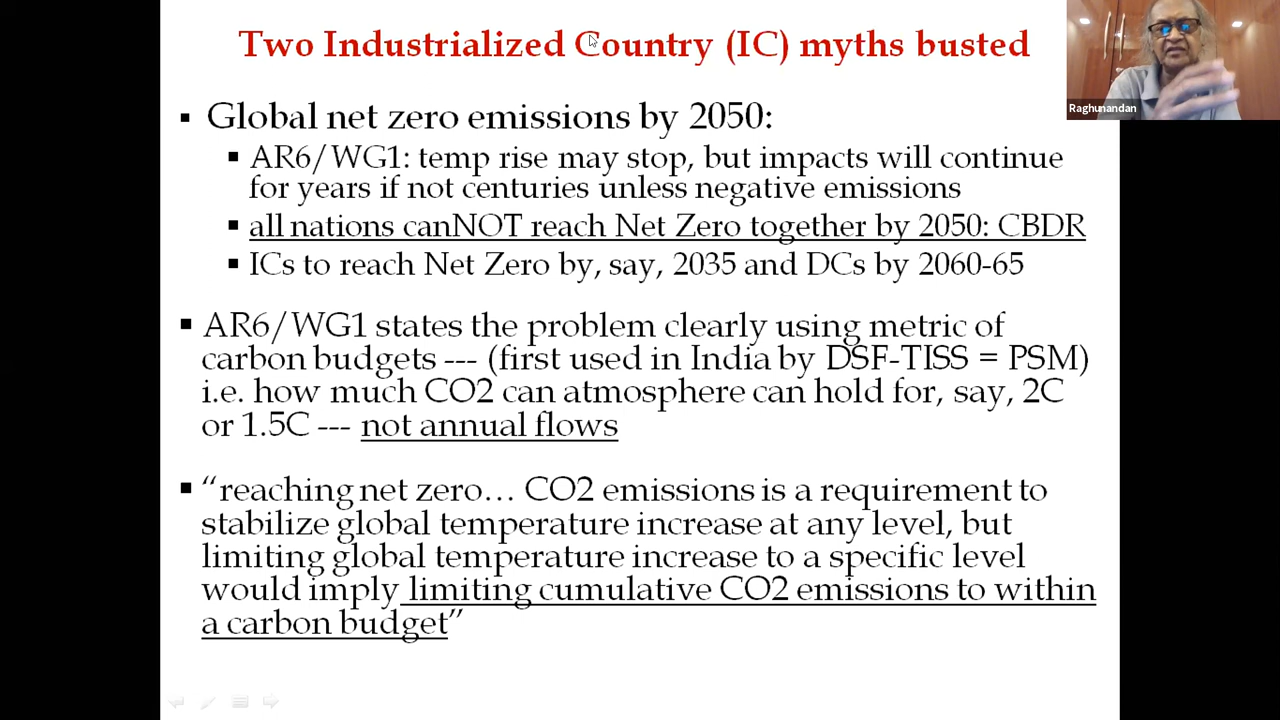 Two Industrialized Country (IC) myths busted
Raghunandan
▪ Global net zero emissions by 2050:
▪ AR6/WG1: temp rise may stop, but impacts will continue
for years if not centuries unless negative emissions
▪ all nations canNOT reach Net Zero together by 2050: CBDR
▪ ICs to reach Net Zero by, say, 2035 and DCs by 2060-65
▪ AR6/WG1 states the problem clearly using metric of
carbon budgets --- (first used in India by DSF-TISS = PSM)
i.e. how much CO2 can atmosphere can hold for, say, 2C
or 1.5C --- not annual flows
▪ “reaching net zero… CO2 emissions is a requirement to
stabilize global temperature increase at any level, but
limiting global temperature increase to a specific level
would imply limiting cumulative CO2 emissions to within
a carbon budget”